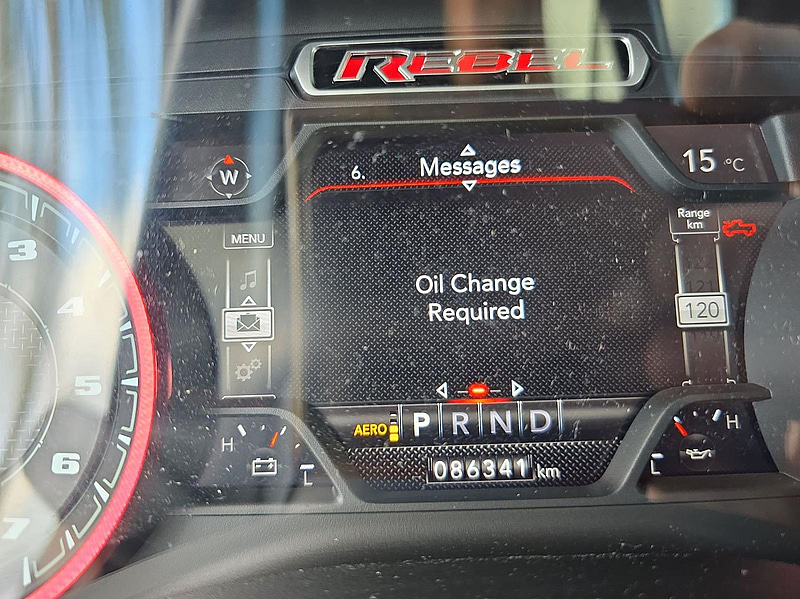 REBEL
6.
Messages
15 °C
W
MENU
Range
km
Oil Change
Required
120
3
4
5
6
7
AERO
P R N D
H
L
086341 km
H
L